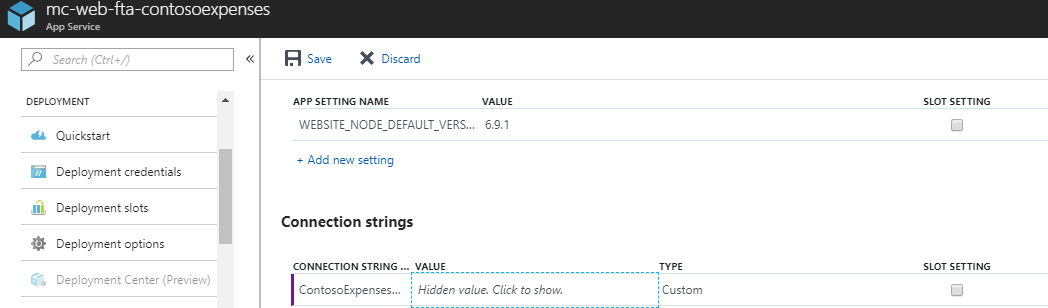 mc-web-fta-contosoexpenses
App Service
Search (Ctrl+/)
«
DEPLOYMENT
Quickstart
Deployment credentials
Deployment slots
Deployment options
Deployment Center (Preview)
Save Discard
APP SETTING NAME VALUE SLOT SETTING
WEBSITE_NODE_DEFAULT_VERS... 6.9.1
+ Add new setting
Connection strings
CONNECTION STRING ... VALUE TYPE SLOT SETTING
ContosoExpenses... Hidden value. Click to show. Custom